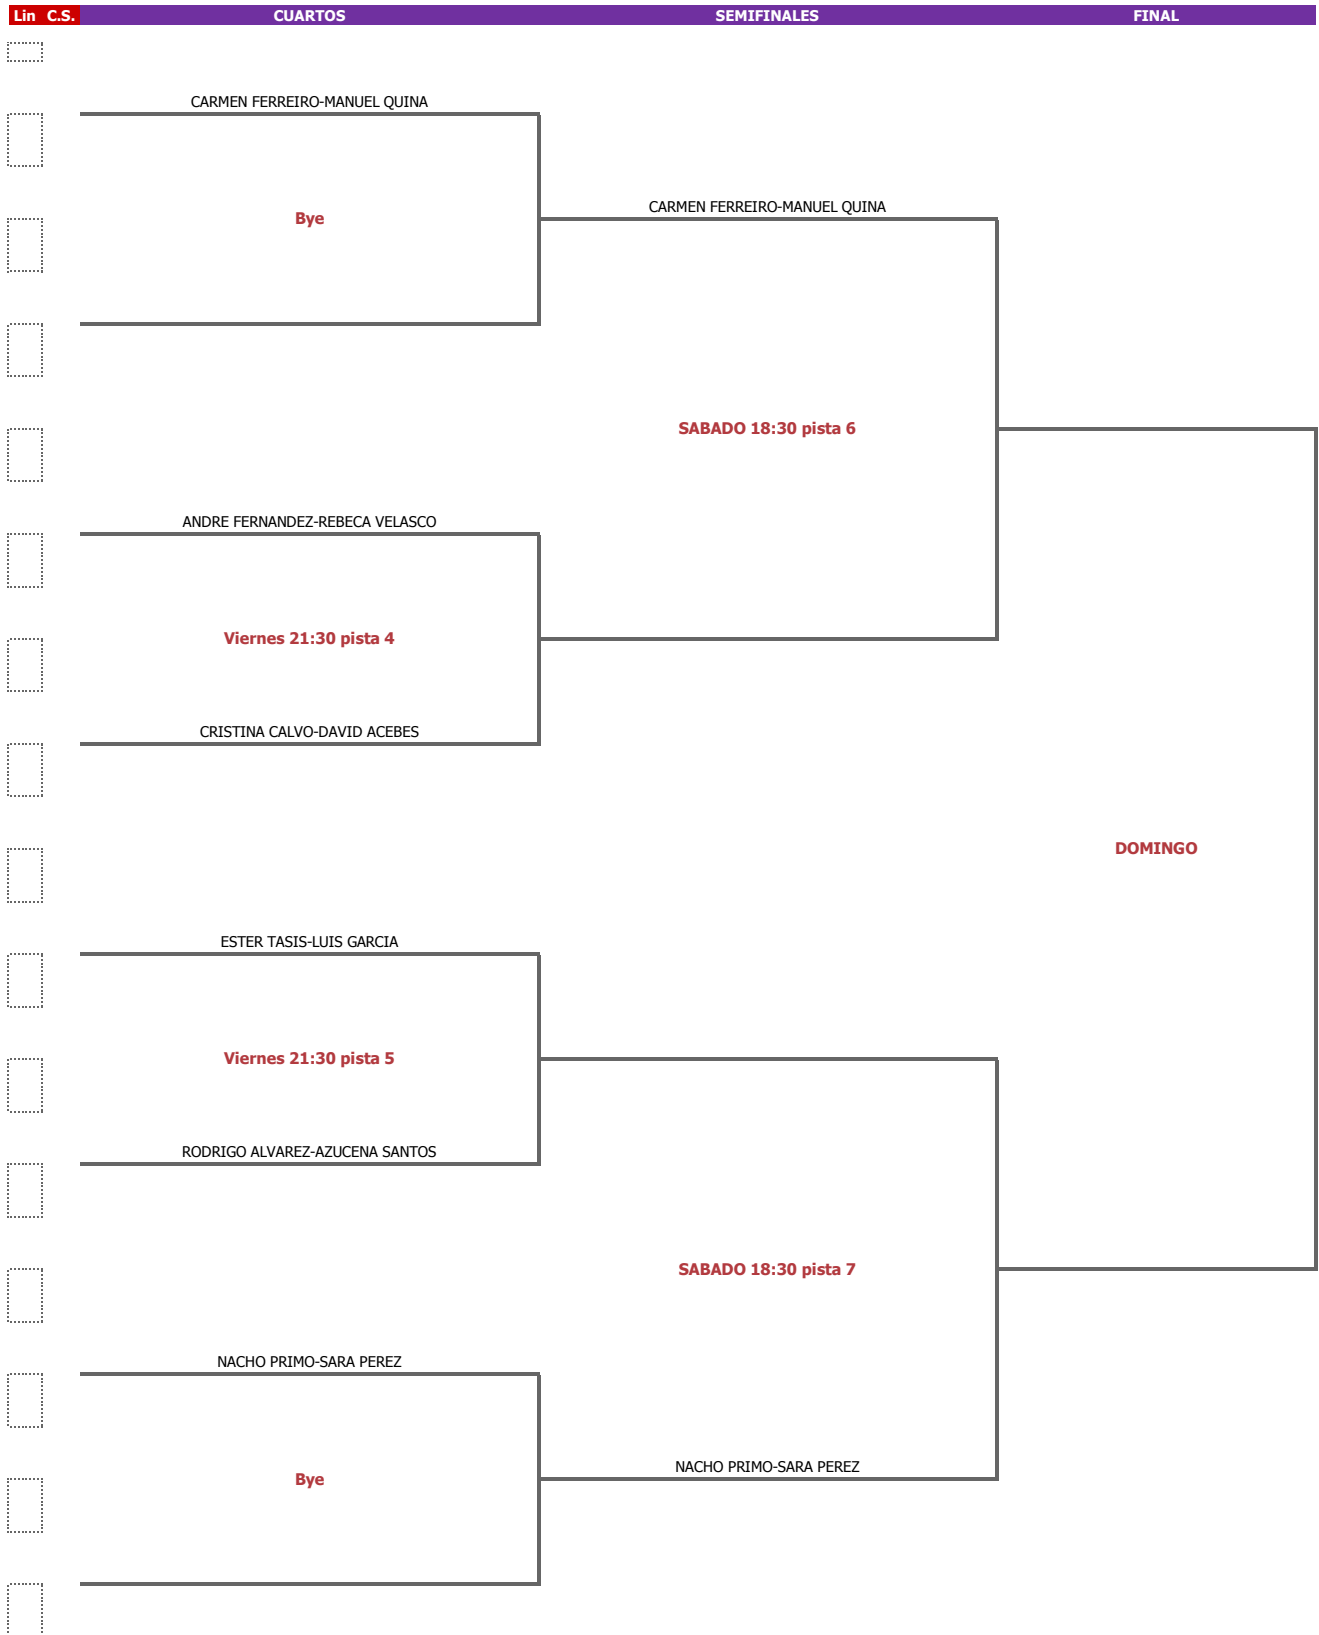 Lin C.S. CUARTOS SEMIFINALES FINAL
CARMEN FERREIRO-MANUEL QUINA
CARMEN FERREIRO-MANUEL QUINA
Bye
SABADO 18:30 pista 6
ANDRE FERNANDEZ-REBECA VELASCO
Viernes 21:30 pista 4
CRISTINA CALVO-DAVID ACEBES
DOMINGO
ESTER TASIS-LUIS GARCIA
Viernes 21:30 pista 5
RODRIGO ALVAREZ-AZUCENA SANTOS
SABADO 18:30 pista 7
NACHO PRIMO-SARA PEREZ
NACHO PRIMO-SARA PEREZ
Bye